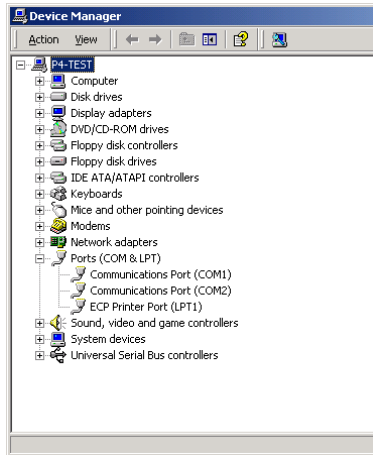 Device Manager
Action View
P4-TEST
Computer
Disk drives
Display adapters
DVD/CD-ROM drives
Floppy disk controllers
Floppy disk drives
IDE ATA/ATAPI controllers
Keyboards
Mice and other pointing devices
Modems
Network adapters
Ports (COM & LPT)
Communications Port (COM1)
Communications Port (COM2)
ECP Printer Port (LPT1)
Sound, video and game controllers
System devices
Universal Serial Bus controllers